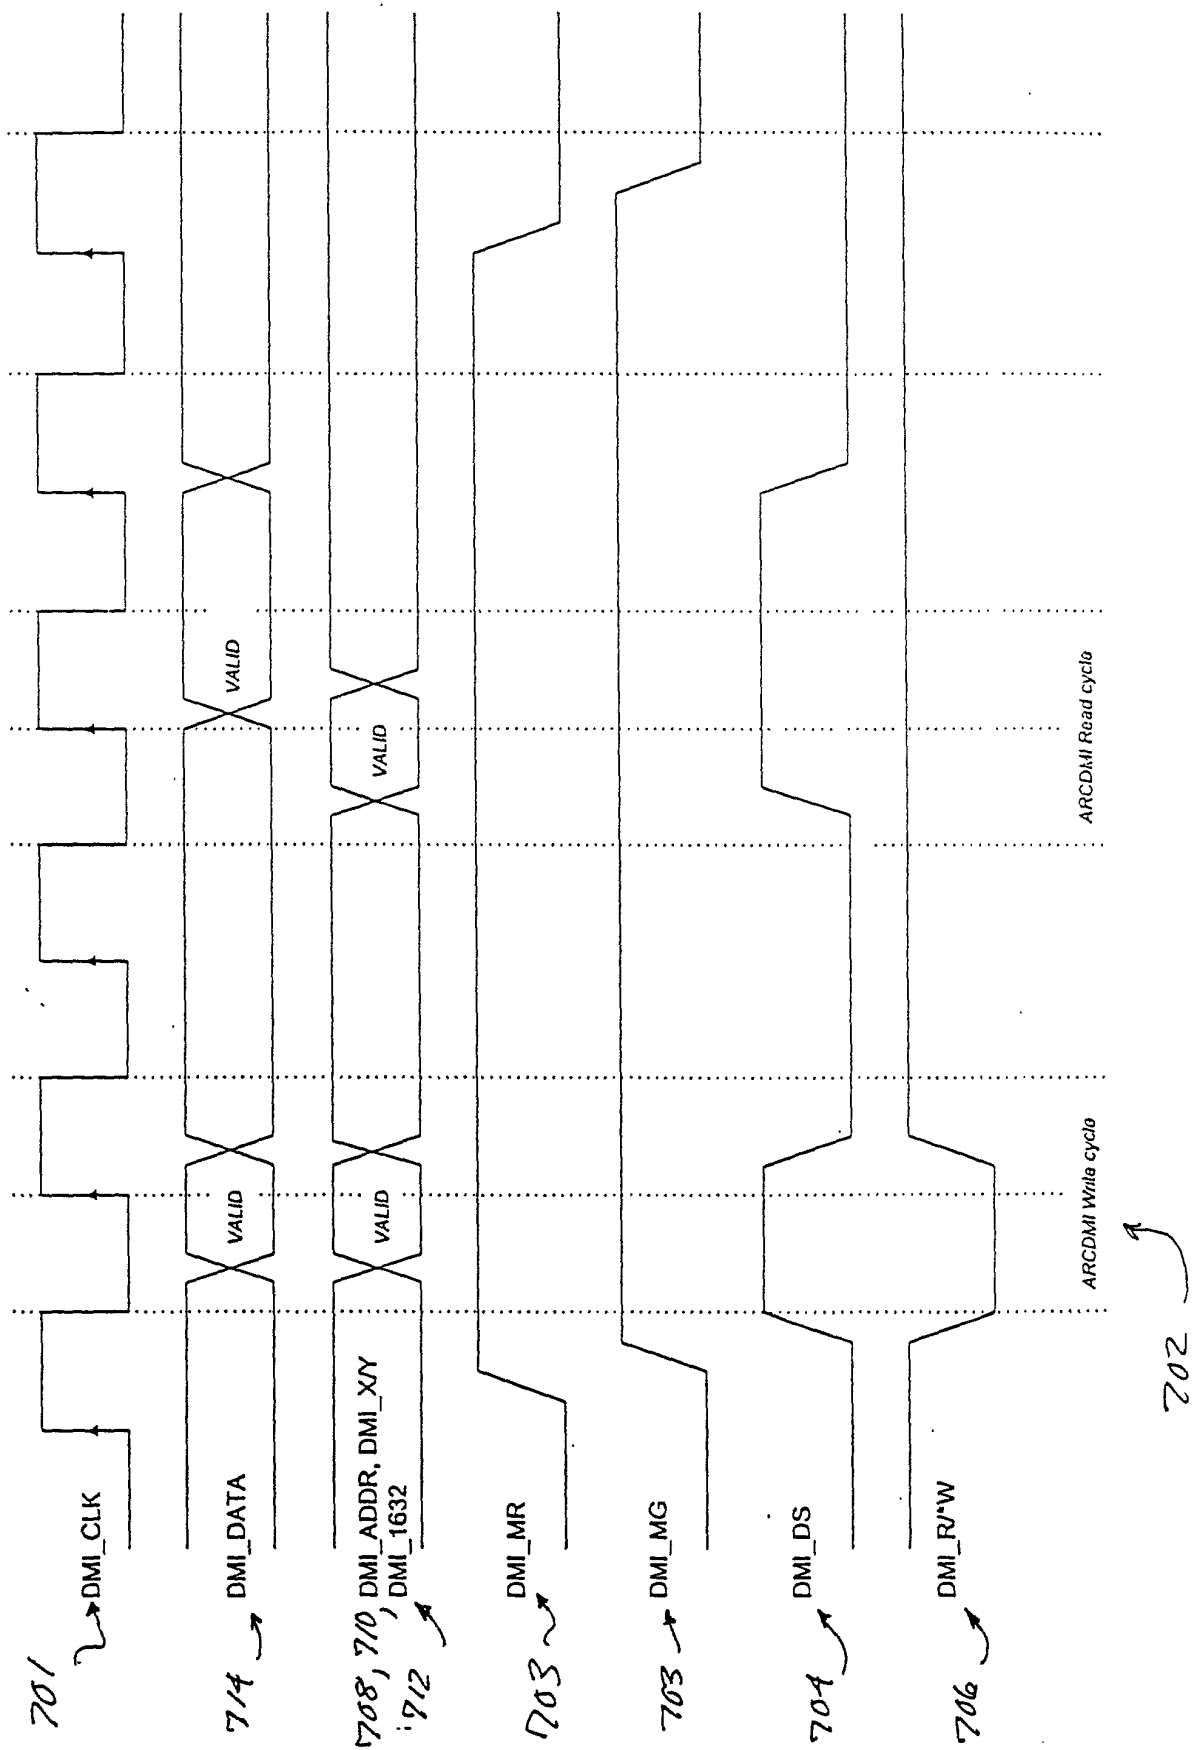 701
DMI_CLK
714
DMI_DATA
VALID
VALID
708, 710, 712
DMI_ADDR, DMI_X/Y
DMI_1632
VALID
VALID
703
DMI_MR
703
DMI_MG
704
DMI_DS
706
DMI_R/*W
ARCDMI Write cycle
ARCDMI Read cycle
702